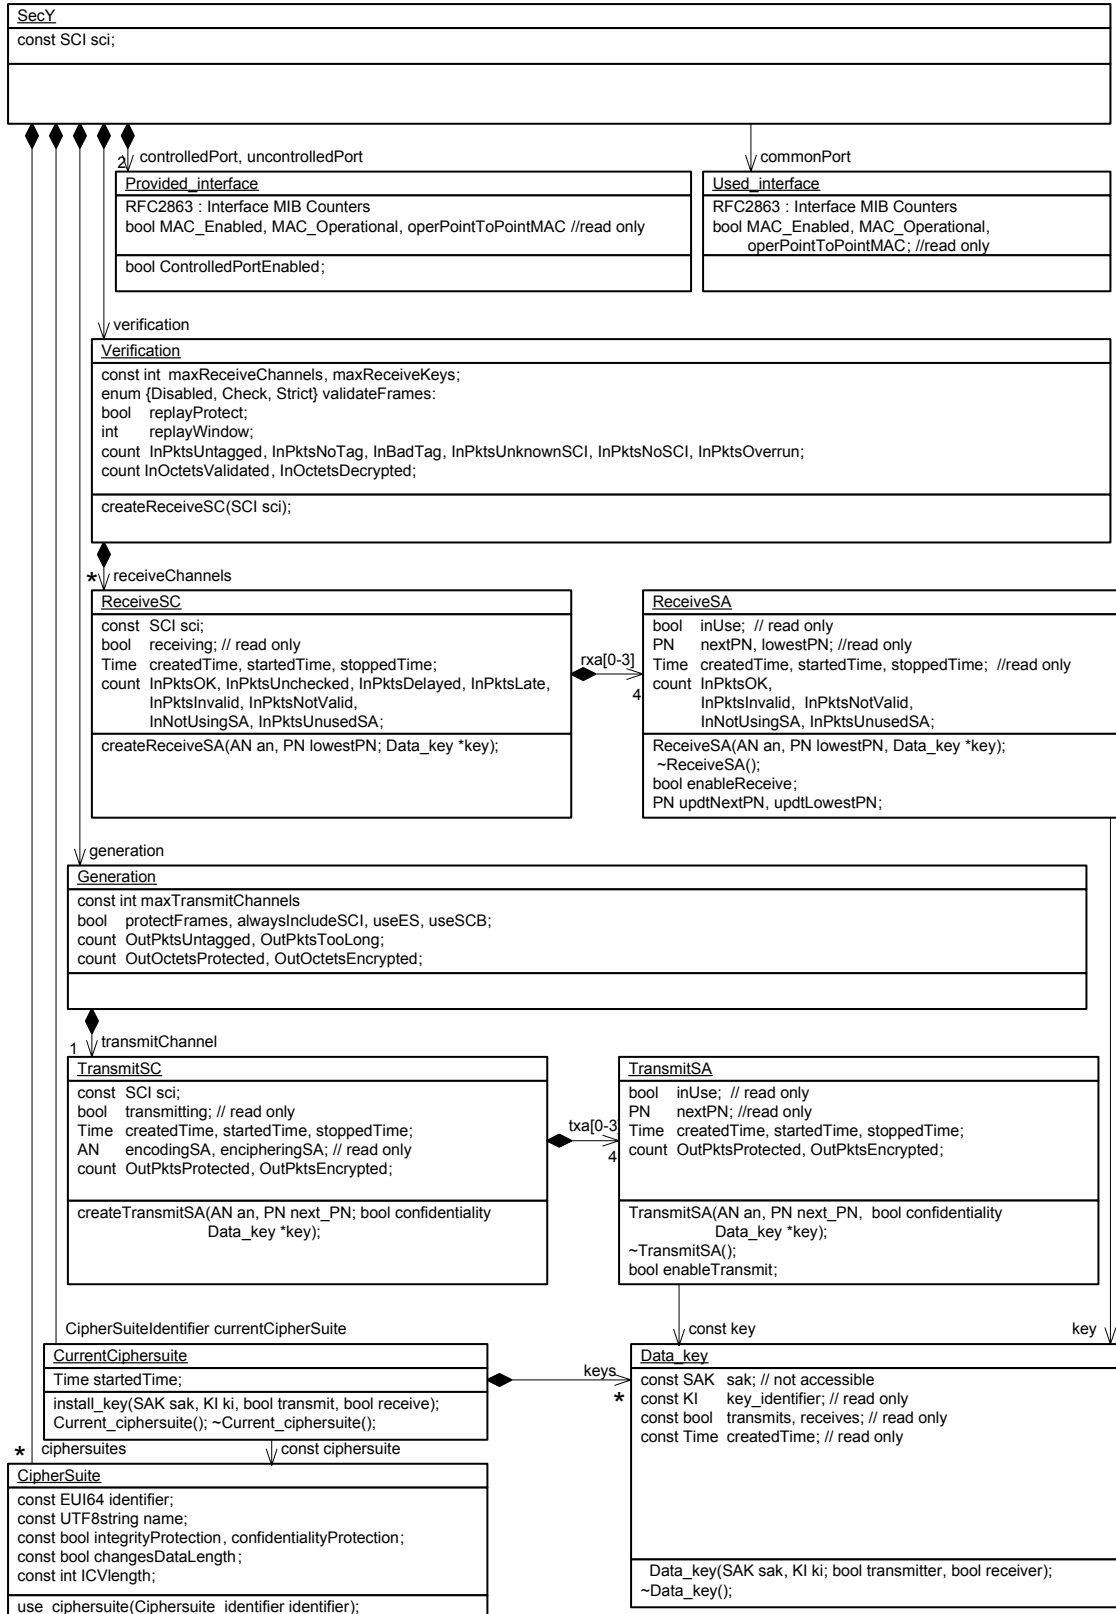 SecY
const SCI sci;
2 controlledPort, uncontrolledPort
commonPort
Provided_interface
RFC2863 : Interface MIB Counters
bool MAC_Enabled, MAC_Operational, operPointToPointMAC //read only
bool ControlledPortEnabled;
Used_interface
RFC2863 : Interface MIB Counters
bool MAC_Enabled, MAC_Operational,
operPointToPointMAC; //read only
verification
Verification
const int maxReceiveChannels, maxReceiveKeys;
enum {Disabled, Check, Strict} validateFrames:
bool replayProtect;
int replayWindow;
count InPktsUntagged, InPktsNoTag, InBadTag, InPktsUnknownSCI, InPktsNoSCI, InPktsOverrun;
count InOctetsValidated, InOctetsDecrypted;
createReceiveSC(SCI sci);
* receiveChannels
ReceiveSC
const SCI sci;
bool receiving; // read only
Time createdTime, startedTime, stoppedTime;
count InPktsOK, InPktsUnchecked, InPktsDelayed, InPktsLate,
InPktsInvalid, InPktsNotValid,
InNotUsingSA, InPktsUnusedSA;
createReceiveSA(AN an, PN lowestPN; Data_key *key);
rxa[0-3]
4
ReceiveSA
bool inUse; // read only
PN nextPN, lowestPN; //read only
Time createdTime, startedTime, stoppedTime; //read only
count InPktsOK,
InPktsInvalid, InPktsNotValid,
InNotUsingSA, InPktsUnusedSA;
ReceiveSA(AN an, PN lowestPN, Data_key *key);
~ReceiveSA();
bool enableReceive;
PN updtNextPN, updtLowestPN;
generation
Generation
const int maxTransmitChannels
bool protectFrames, alwaysIncludeSCI, useES, useSCB;
count OutPktsUntagged, OutPktsTooLong;
count OutOctetsProtected, OutOctetsEncrypted;
1 transmitChannel
TransmitSC
const SCI sci;
bool transmitting; // read only
Time createdTime, startedTime, stoppedTime;
AN encodingSA, encipheringSA; // read only
count OutPktsProtected, OutPktsEncrypted;
createTransmitSA(AN an, PN next_PN; bool confidentiality
Data_key *key);
txa[0-3]
4
TransmitSA
bool inUse; // read only
PN nextPN; //read only
Time createdTime, startedTime, stoppedTime;
count OutPktsProtected, OutPktsEncrypted;
TransmitSA(AN an, PN next_PN, bool confidentiality
Data_key *key);
~TransmitSA();
bool enableTransmit;
CipherSuiteIdentifier currentCipherSuite
const key
key
CurrentCiphersuite
Time startedTime;
install_key(SAK sak, KI ki, bool transmit, bool receive);
Current_ciphersuite(); ~Current_ciphersuite();
keys
*
Data_key
const SAK sak; // not accessible
const KI key_identifier; // read only
const bool transmits, receives; // read only
const Time createdTime; // read only
Data_key(SAK sak, KI ki; bool transmitter, bool receiver);
~Data_key();
* ciphersuites
const ciphersuite
CipherSuite
const EUI64 identifier;
const UTF8string name;
const bool integrityProtection, confidentialityProtection;
const bool changesDataLength;
const int ICVlength;
use_ciphersuite(Ciphersuite_identifier identifier);